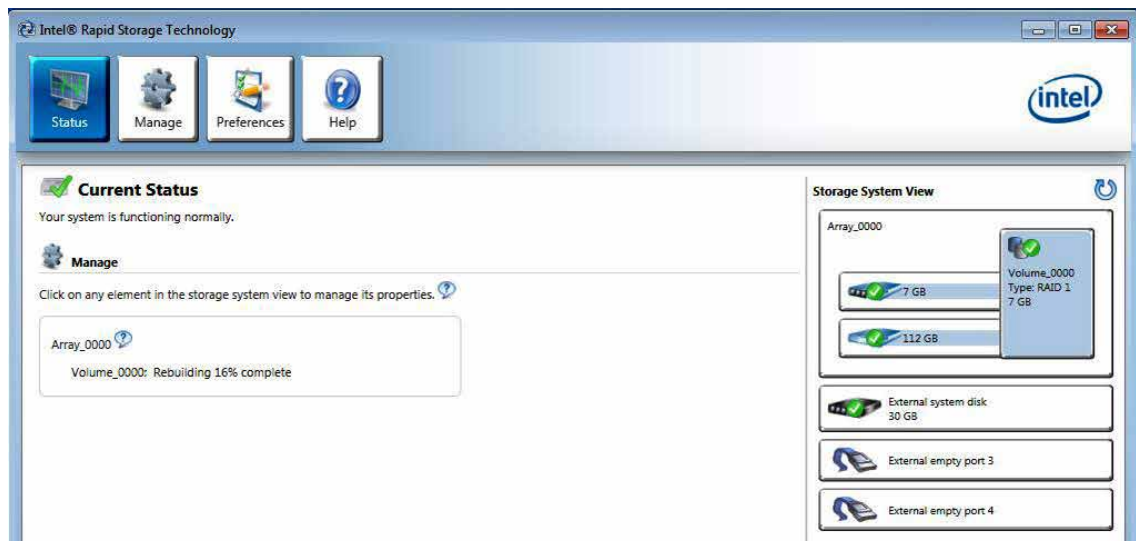 Intel® Rapid Storage Technology
Status
Manage
Preferences
Help
intel
Current Status
Your system is functioning normally.
Manage
Click on any element in the storage system view to manage its properties.
Array_0000
Volume_0000: Rebuilding 16% complete
Storage System View
Array_0000
Volume_0000
Type: RAID 1
7 GB
7 GB
112 GB
External system disk
30 GB
External empty port 3
External empty port 4